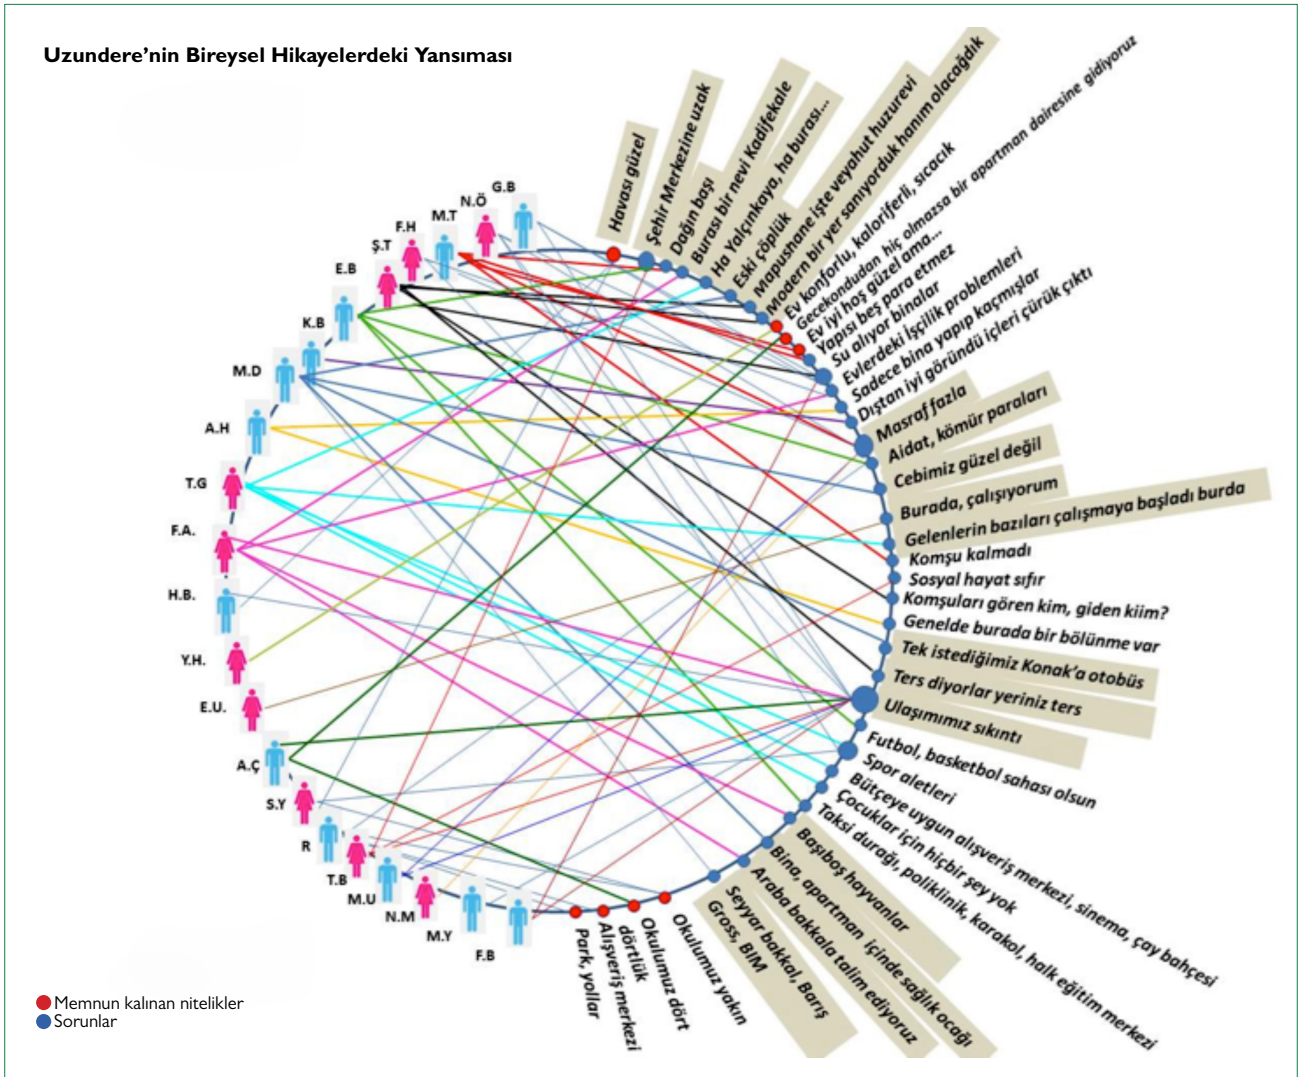 Uzundere’nin Bireysel Hikayelerdeki Yansıması
G.B
N.Ö
M.T
F.H
Ş.T
E.B
K.B
M.D
A.H
T.G
F.A.
H.B.
Y.H.
E.U.
A.Ç
S.Y
R
T.B
M.U
N.M
M.Y
F.B
Havası güzel
Şehir Merkezine uzak
Dağın başı
Burası bir nevi Kadifekale
Ha Yalçınkaya, ha burası...
Eski çöplük
Mapushane işte veyahut huzurevi
Modern bir yer sanıyorduk hanım olacağdık
Ev konforlu, kaloriferli, sıcacık
Gecekondudan hiç olmazsa bir apartman dairesine gidiyoruz
Ev iyi hoş güzel ama...
Yapısı beş para etmez
Su alıyor binalar
Evlerdeki İşçilik problemleri
Sadece bina yapıp kaçmışlar
Dıştan iyi göründü içleri çürük çıktı
Masraf fazla
Aidat, kömür paraları
Cebimiz güzel değil
Burada, çalışıyorum
Gelenlerin bazıları çalışmaya başladı burda
Komşu kalmadı
Sosyal hayat sıfır
Komşuları gören kim, giden kiim?
Genelde burada bir bölünme var
Tek istediğimiz Konak’a otobüs
Ters diyorlar yeriniz ters
Ulaşımımız sıkıntı
Futbol, basketbol sahası olsun
Spor aletleri
Bütçeye uygun alışveriş merkezi, sinema, çay bahçesi
Çocuklar için hiçbir şey yok
Taksi durağı, poliklinik, karakol, halk eğitim merkezi
Başıboş hayvanlar
Bina, apartman içinde sağlık ocağı
Araba bakkala talim ediyoruz
Seyyar bakkal, Barış
Gross, BIM
Okulumuz yakın
Okulumuz dört
dörtlük
Alışveriş merkezi
Park, yollar
Memnun kalınan nitelikler
Sorunlar